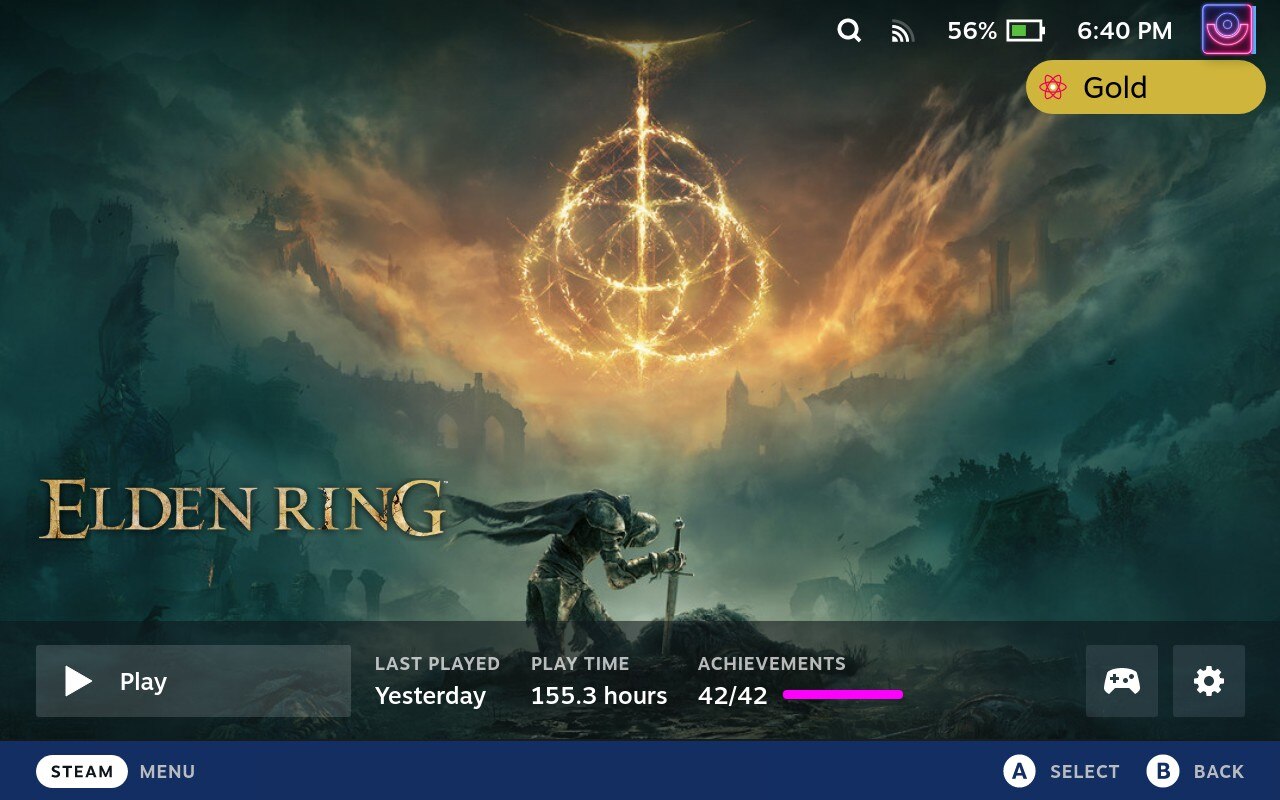 56% 6:40 PM
Gold
ELDEN RING
Play
LAST PLAYED
Yesterday
PLAY TIME
155.3 hours
ACHIEVEMENTS
42/42
STEAM MENU
A SELECT B BACK